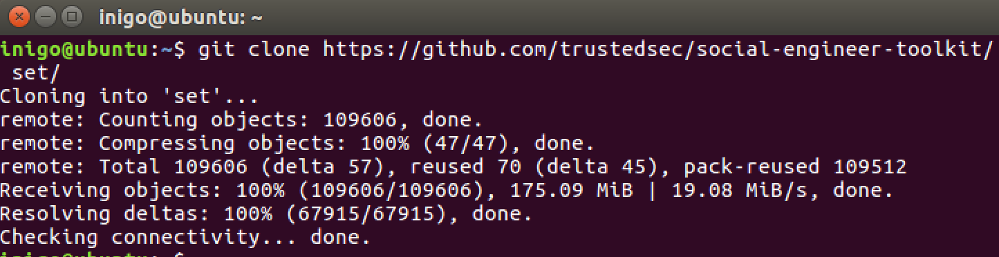 inigo@ubuntu: ~
inigo@ubuntu:~$ git clone https://github.com/trustedsec/social-engineer-toolkit/
set/
Cloning into 'set'...
remote: Counting objects: 109606, done.
remote: Compressing objects: 100% (47/47), done.
remote: Total 109606 (delta 57), reused 70 (delta 45), pack-reused 109512
Receiving objects: 100% (109606/109606), 175.09 MiB | 19.08 MiB/s, done.
Resolving deltas: 100% (67915/67915), done.
Checking connectivity... done.
inigo@ubuntu:~$